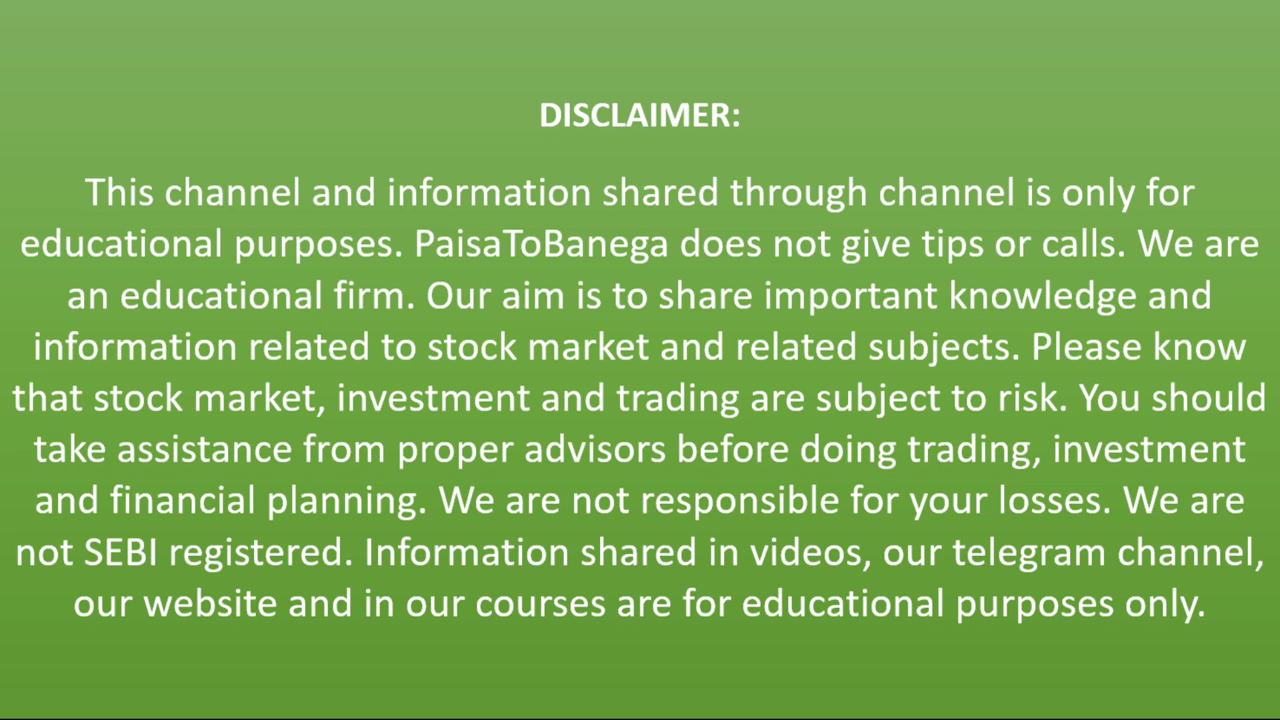 DISCLAIMER:
This channel and information shared through channel is only for
educational purposes. PaisaToBanega does not give tips or calls. We are
an educational firm. Our aim is to share important knowledge and
information related to stock market and related subjects. Please know
that stock market, investment and trading are subject to risk. You should
take assistance from proper advisors before doing trading, investment
and financial planning. We are not responsible for your losses. We are
not SEBI registered. Information shared in videos, our telegram channel,
our website and in our courses are for educational purposes only.